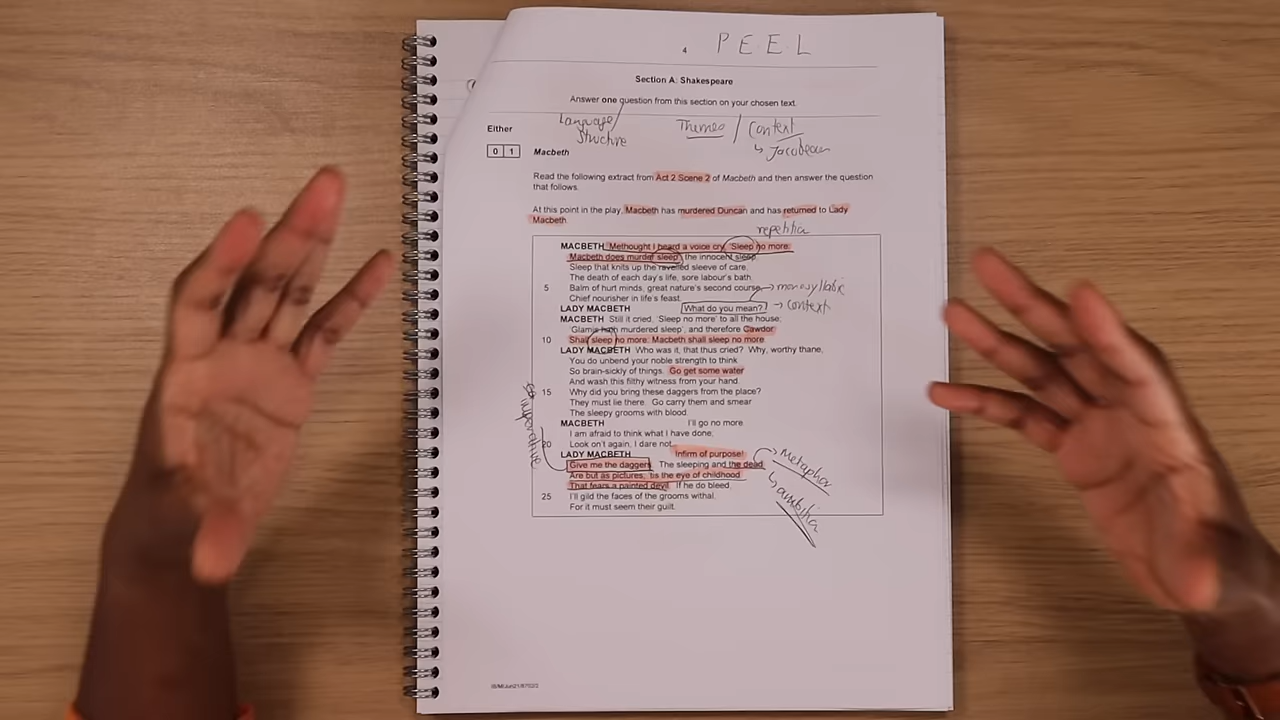 4 P E E L
Section A: Shakespeare
Answer one question from this section on your chosen text.
Either
Language/
Structure
Themes / Context
↳ Jacobean
0 1 Macbeth
Read the following extract from Act 2 Scene 2 of Macbeth and then answer the question
that follows.
At this point in the play, Macbeth has murdered Duncan and has returned to Lady
Macbeth.
repetition
MACBETH Methought I heard a voice cry, 'Sleep no more:
Macbeth does murder sleep', the innocent sleep,
Sleep that knits up the ravelled sleeve of care,
The death of each day's life, sore labour's bath,
5 Balm of hurt minds, great nature's second course,
→ monosyllabic
Chief nourisher in life's feast.
LADY MACBETH What do you mean? → context
MACBETH Still it cried, 'Sleep no more' to all the house;
'Glamis hath murdered sleep', and therefore Cawdor
10 Shall sleep no more: Macbeth shall sleep no more.
LADY MACBETH Who was it, that thus cried? Why, worthy thane,
You do unbend your noble strength to think
So brain-sickly of things. Go get some water
And wash this filthy witness from your hand.
15 Why did you bring these daggers from the place?
They must lie there. Go carry them and smear
The sleepy grooms with blood.
MACBETH I'll go no more.
I am afraid to think what I have done;
20 Look on't again, I dare not.
imperative
LADY MACBETH Infirm of purpose!
Give me the daggers. The sleeping and the dead
→ Metaphor
Are but as pictures; 'tis the eye of childhood
That fears a painted devil. If he do bleed,
↳ ambition
25 I'll gild the faces of the grooms withal,
For it must seem their guilt.
IB/M/Jun21/8702/2